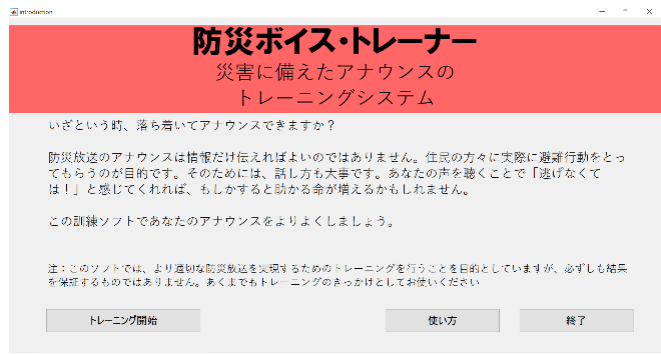 introduction
防災ボイス・トレーナー
災害に備えたアナウンスの
トレーニングシステム
いざという時、落ち着いてアナウンスできますか？
防災放送のアナウンスは情報だけ伝えればよいのではありません。住民の方々に実際に避難行動をとっ
てもらうのが目的です。そのためには、話し方も大事です。あなたの声を聴くことで「逃げなくて
は！」と感じてくれれば、もしかすると助かる命が増えるかもしれません。
この訓練ソフトであなたのアナウンスをよりよくしましょう。
注：このソフトでは、より適切な防災放送を実現するためのトレーニングを行うことを目的としていますが、必ずしも結果
を保証するものではありません。あくまでもトレーニングのきっかけとしてお使いください
トレーニング開始
使い方
終了